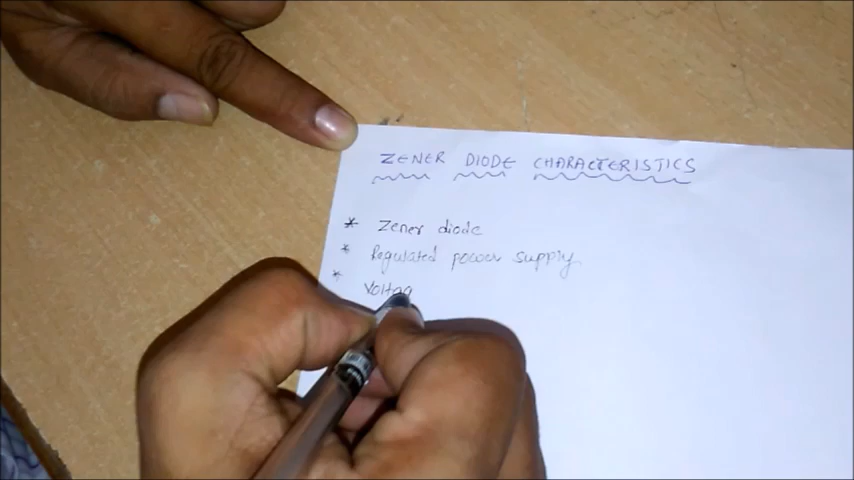 ZENER DIODE CHARACTERISTICS
* Zener diode
* Regulated power supply
* Voltag